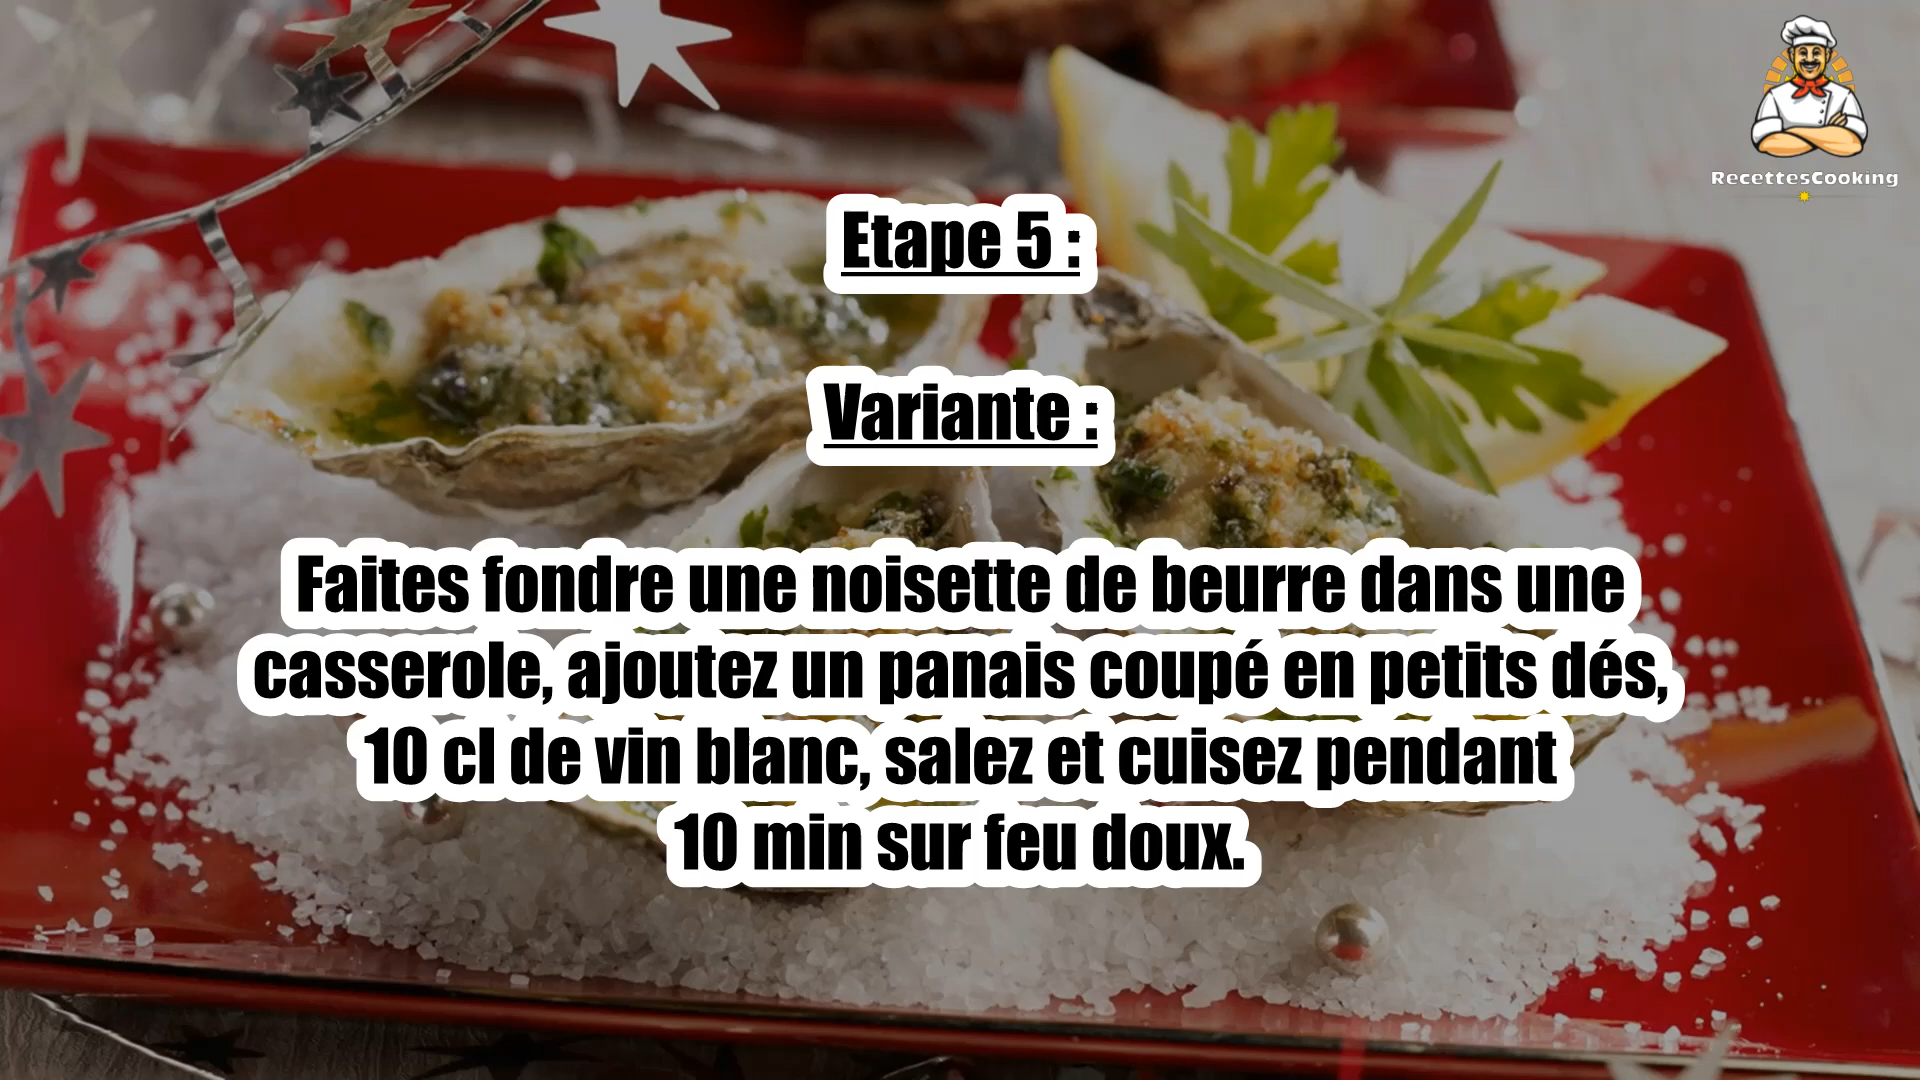 RecettesCooking
Etape 5 :
Variante :
Faites fondre une noisette de beurre dans une
casserole, ajoutez un panais coupé en petits dés,
10 cl de vin blanc, salez et cuisez pendant
10 min sur feu doux.